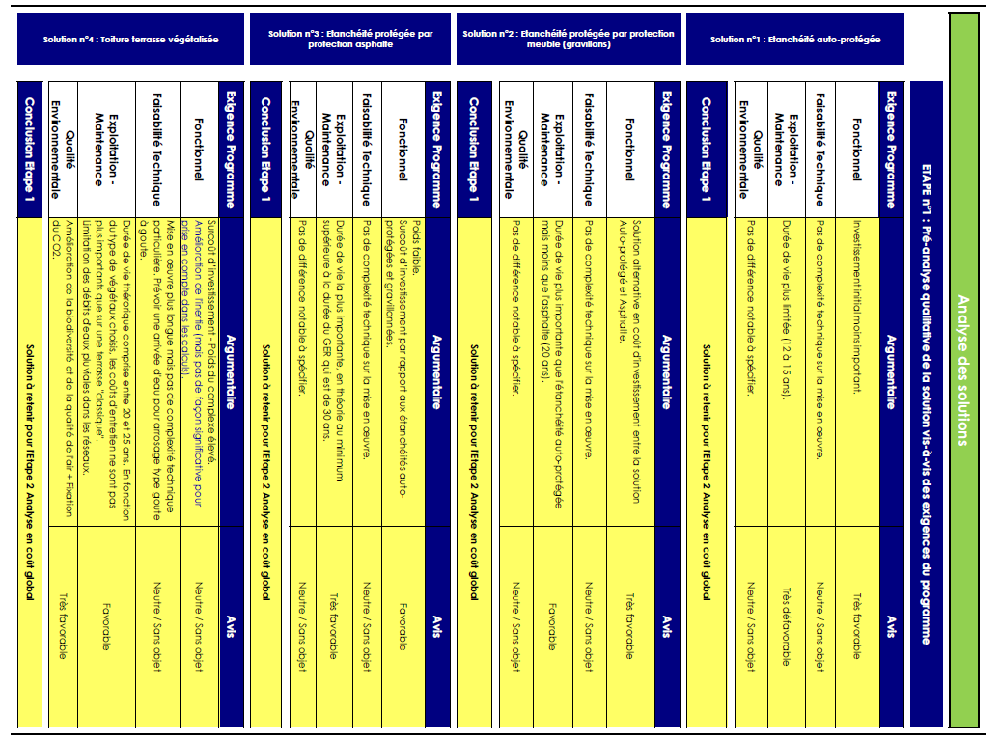 Analyse des solutions
ETAPE n°1 : Pré-analyse qualitative de la solution vis-à-vis des exigences du programme
Solution n°1 : Etanchéité auto-protégée
Exigence Programme
Argumentaire
Avis
Fonctionnel
Investissement initial moins important.
Très favorable
Faisabilité Technique
Pas de complexité technique sur la mise en œuvre.
Neutre / Sans objet
Exploitation -
Maintenance
Durée de vie plus limitée (12 à 15 ans).
Très défavorable
Qualité
Environnementale
Pas de différence notable à spécifier.
Neutre / Sans objet
Conclusion Etape 1
Solution à retenir pour l'Etape 2 Analyse en coût global
Solution n°2 : Etanchéité protégée par protection
meuble (gravillons)
Exigence Programme
Argumentaire
Avis
Fonctionnel
Solution alternative en coût d'investissement entre la solution
Auto-protégé et Asphalte.
Très favorable
Faisabilité Technique
Pas de complexité technique sur la mise en œuvre.
Neutre / Sans objet
Exploitation -
Maintenance
Durée de vie plus importante que l'étanchéité auto-protégée
mais moins que l'asphalte (20 ans).
Favorable
Qualité
Environnementale
Pas de différence notable à spécifier.
Neutre / Sans objet
Conclusion Etape 1
Solution à retenir pour l'Etape 2 Analyse en coût global
Solution n°3 : Etanchéité protégée par
protection asphalte
Exigence Programme
Argumentaire
Avis
Fonctionnel
Poids faible.
Surcoût d'investissement par rapport aux étanchéités auto-
protégées et gravillonnées.
Favorable
Faisabilité Technique
Pas de complexité technique sur la mise en œuvre.
Neutre / Sans objet
Exploitation -
Maintenance
Durée de vie la plus importante, en théorie au minimum
supérieure à la durée du GER qui est de 30 ans.
Très favorable
Qualité
Environnementale
Pas de différence notable à spécifier.
Neutre / Sans objet
Conclusion Etape 1
Solution à retenir pour l'Etape 2 Analyse en coût global
Solution n°4 : Toiture terrasse végétalisée
Exigence Programme
Argumentaire
Avis
Fonctionnel
Surcoût d'investissement - Poids du complexe élevé.
Amélioration de l'inertie (mais pas de façon significative pour
prise en compte dans les calculs).
Neutre / Sans objet
Faisabilité Technique
Mise en œuvre plus longue mais pas de complexité technique
particulière. Prévoir une arrivée d'eau pour arrosage type goute
à goute.
Neutre / Sans objet
Exploitation -
Maintenance
Durée de vie théorique comprise entre 20 et 25 ans. En fonction
du type de végétaux choisis, les coûts d'entretien ne sont pas
plus importants que sur une terrasse "classique".
Limitation des débits d'eaux pluviales dans les réseaux.
Favorable
Qualité
Environnementale
Amélioration de la biodiversité et de la qualité de l'air + Fixation
du CO2.
Très favorable
Conclusion Etape 1
Solution à retenir pour l'Etape 2 Analyse en coût global